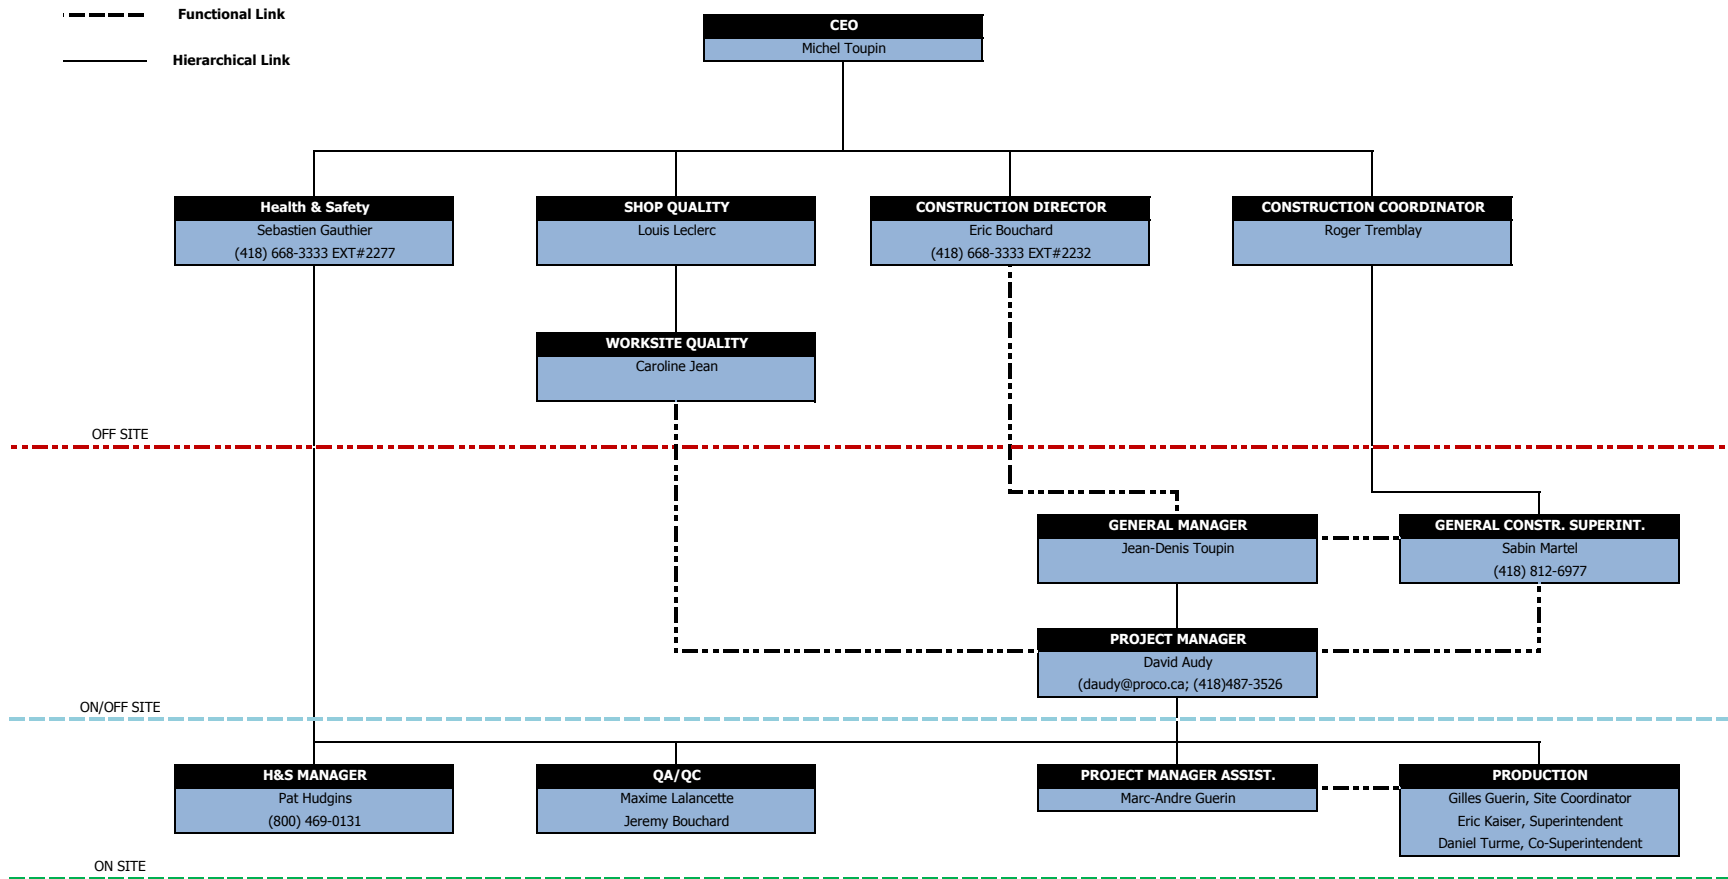 Functional Link
Hierarchical Link
CEO
Michel Toupin
Health & Safety
Sebastien Gauthier
(418) 668-3333 EXT#2277
SHOP QUALITY
Louis Leclerc
CONSTRUCTION DIRECTOR
Eric Bouchard
(418) 668-3333 EXT#2232
CONSTRUCTION COORDINATOR
Roger Tremblay
WORKSITE QUALITY
Caroline Jean
OFF SITE
GENERAL MANAGER
Jean-Denis Toupin
GENERAL CONSTR. SUPERINT.
Sabin Martel
(418) 812-6977
PROJECT MANAGER
David Audy
(daudy@proco.ca; (418)487-3526
ON/OFF SITE
H&S MANAGER
Pat Hudgins
(800) 469-0131
QA/QC
Maxime Lalancette
Jeremy Bouchard
PROJECT MANAGER ASSIST.
Marc-Andre Guerin
PRODUCTION
Gilles Guerin, Site Coordinator
Eric Kaiser, Superintendent
Daniel Turme, Co-Superintendent
ON SITE